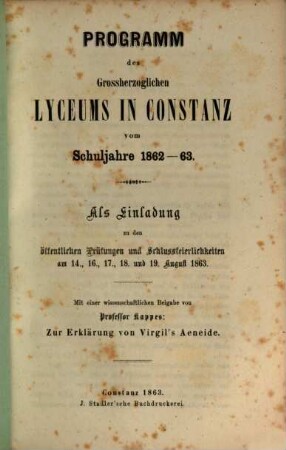 PROGRAMM
des
Grossherzoglichen
LYCEUMS IN CONSTANZ
vom
Schuljahre 1862—63.
Als Einladung
zu den
öffentlichen Prüfungen und Schlussfeierlichkeiten
am 14., 16., 17., 18. und 19. August 1863.
Mit einer wissenschaftlichen Beigabe von
Professor Kappes:
Zur Erklärung von Virgil's Aeneide.
Constanz 1863.
J. Stadler'sche Buchdruckerei.